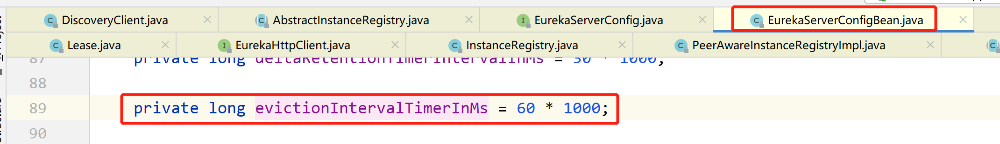 DiscoveryClient.java AbstractInstanceRegistry.java EurekaServerConfig.java EurekaServerConfigBean.java
Lease.java EurekaHttpClient.java InstanceRegistry.java PeerAwareInstanceRegistryImpl.java
87 private long deltaRetentionTimerIntervalInMs = 30 * 1000;
88
89 private long evictionIntervalTimerInMs = 60 * 1000;
90